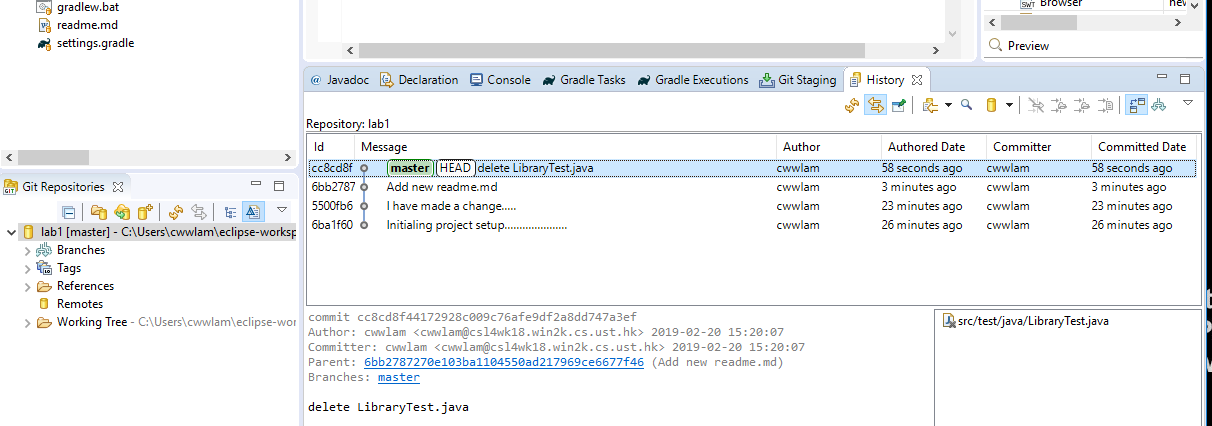 gradlew.bat
readme.md
settings.gradle
SWT Browser
Preview
@ Javadoc Declaration Console Gradle Tasks Gradle Executions Git Staging History
Repository: lab1
Id Message Author Authored Date Committer Committed Date
cc8cd8f master HEAD delete LibraryTest.java cwwlam 58 seconds ago cwwlam 58 seconds ago
6bb2787 Add new readme.md cwwlam 3 minutes ago cwwlam 3 minutes ago
5500fb6 I have made a change..... cwwlam 23 minutes ago cwwlam 23 minutes ago
6ba1f60 Initialing project setup..................... cwwlam 26 minutes ago cwwlam 26 minutes ago
Git Repositories
lab1 [master] - C:\Users\cwwlam\eclipse-worksp
Branches
Tags
References
Remotes
Working Tree - C:\Users\cwwlam\eclipse-wor
commit cc8cd8f44172928c009c76afe9df2a8dd747a3ef
Author: cwwlam <cwwlam@csl4wk18.win2k.cs.ust.hk> 2019-02-20 15:20:07
Committer: cwwlam <cwwlam@csl4wk18.win2k.cs.ust.hk> 2019-02-20 15:20:07
Parent: 6bb2787270e103ba1104550ad217969ce6677f46 (Add new readme.md)
Branches: master
delete LibraryTest.java
src/test/java/LibraryTest.java